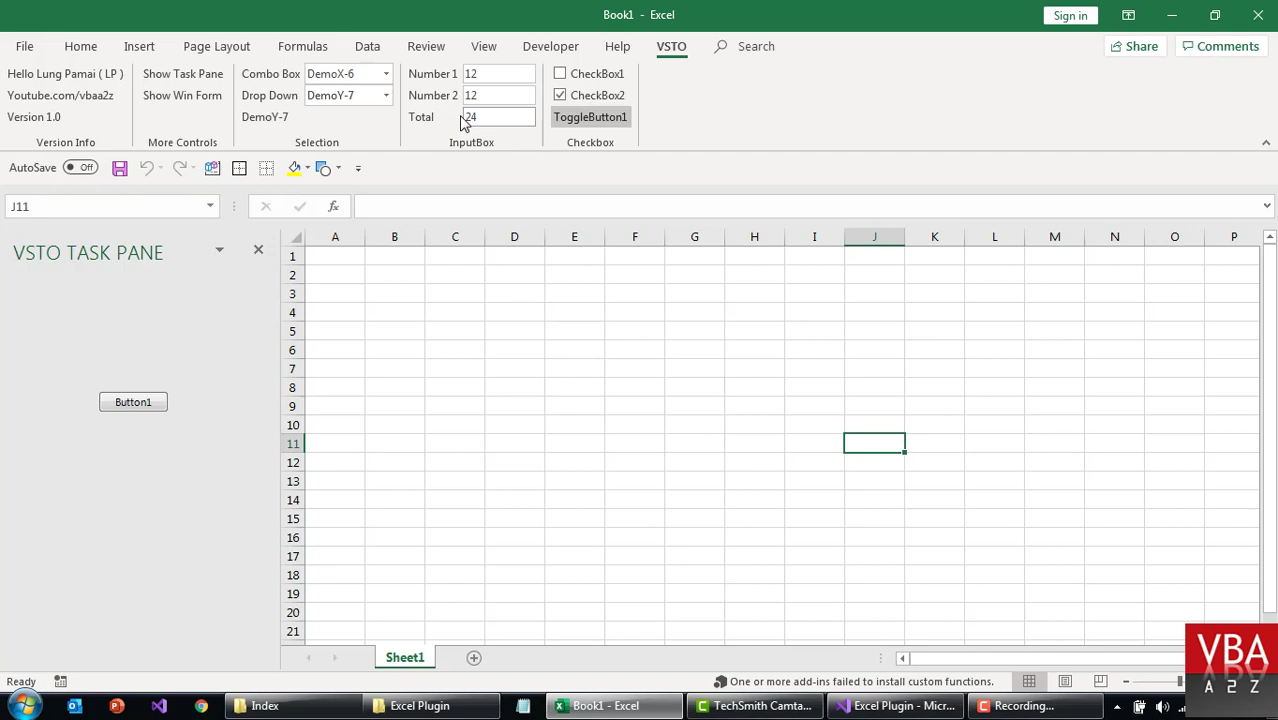 Book1 - Excel
Sign in
File Home Insert Page Layout Formulas Data Review View Developer Help VSTO Search Share Comments
Hello Lung Pamai ( LP ) Show Task Pane Combo Box DemoX-6 Number 1 12 CheckBox1
Youtube.com/vbaa2z Show Win Form Drop Down DemoY-7 Number 2 12 CheckBox2
Version 1.0 DemoY-7 Total 24 ToggleButton1
Version Info More Controls Selection InputBox Checkbox
AutoSave Off
J11 fx
VSTO TASK PANE
A B C D E F G H I J K L M N O P
1
2
3
4
5
6
7
8
Button1
9
10
11
12
13
14
15
16
17
18
19
20
21
Sheet1
Ready One or more add-ins failed to install custom functions.
Index Excel Plugin Book1 - Excel TechSmith Camta... Excel Plugin - Micr... Recording...
VBA
A 2 Z